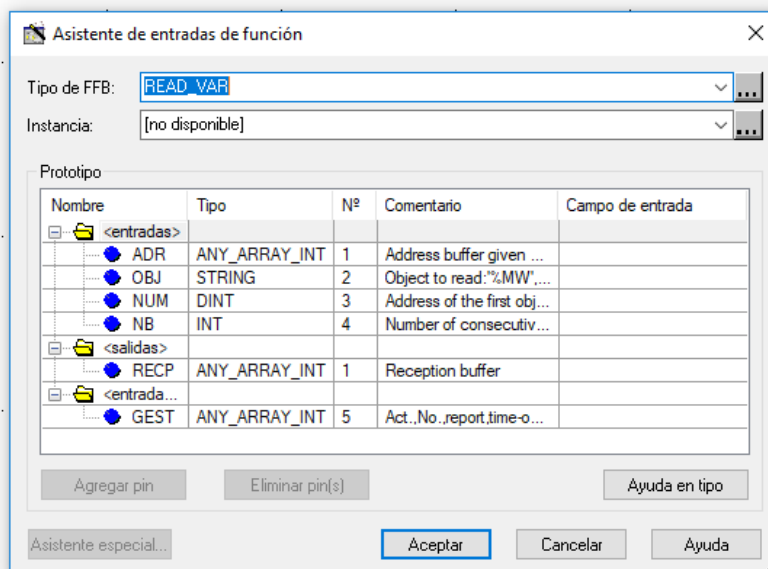 Asistente de entradas de función
Tipo de FFB: READ_VAR ...
Instancia: [no disponible] ...
Prototipo
Nombre Tipo Nº Comentario Campo de entrada
<entradas>
ADR ANY_ARRAY_INT 1 Address buffer given ...
OBJ STRING 2 Object to read:"%MW",...
NUM DINT 3 Address of the first obj...
NB INT 4 Number of consecutiv...
<salidas>
RECP ANY_ARRAY_INT 1 Reception buffer
<entrada...
GEST ANY_ARRAY_INT 5 Act.,No.,report,time-o...
Agregar pin Eliminar pin(s) Ayuda en tipo
Asistente especial... Aceptar Cancelar Ayuda